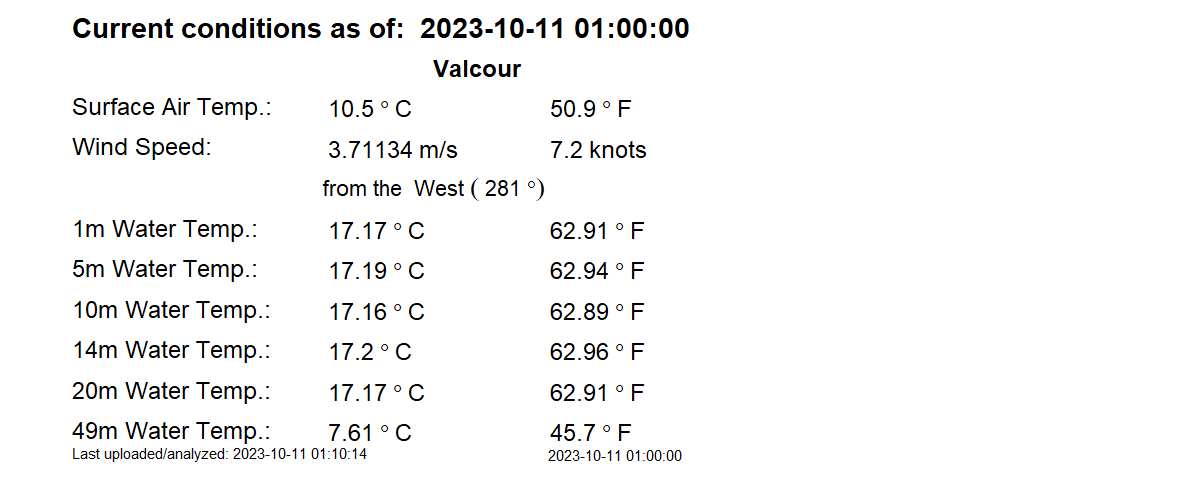 Current conditions as of: 2023-10-11 01:00:00
Valcour
Surface Air Temp.: 10.5 ° C 50.9 ° F
Wind Speed: 3.71134 m/s 7.2 knots
from the West ( 281 °)
1m Water Temp.: 17.17 ° C 62.91 ° F
5m Water Temp.: 17.19 ° C 62.94 ° F
10m Water Temp.: 17.16 ° C 62.89 ° F
14m Water Temp.: 17.2 ° C 62.96 ° F
20m Water Temp.: 17.17 ° C 62.91 ° F
49m Water Temp.: 7.61 ° C 45.7 ° F
Last uploaded/analyzed: 2023-10-11 01:10:14 2023-10-11 01:00:00